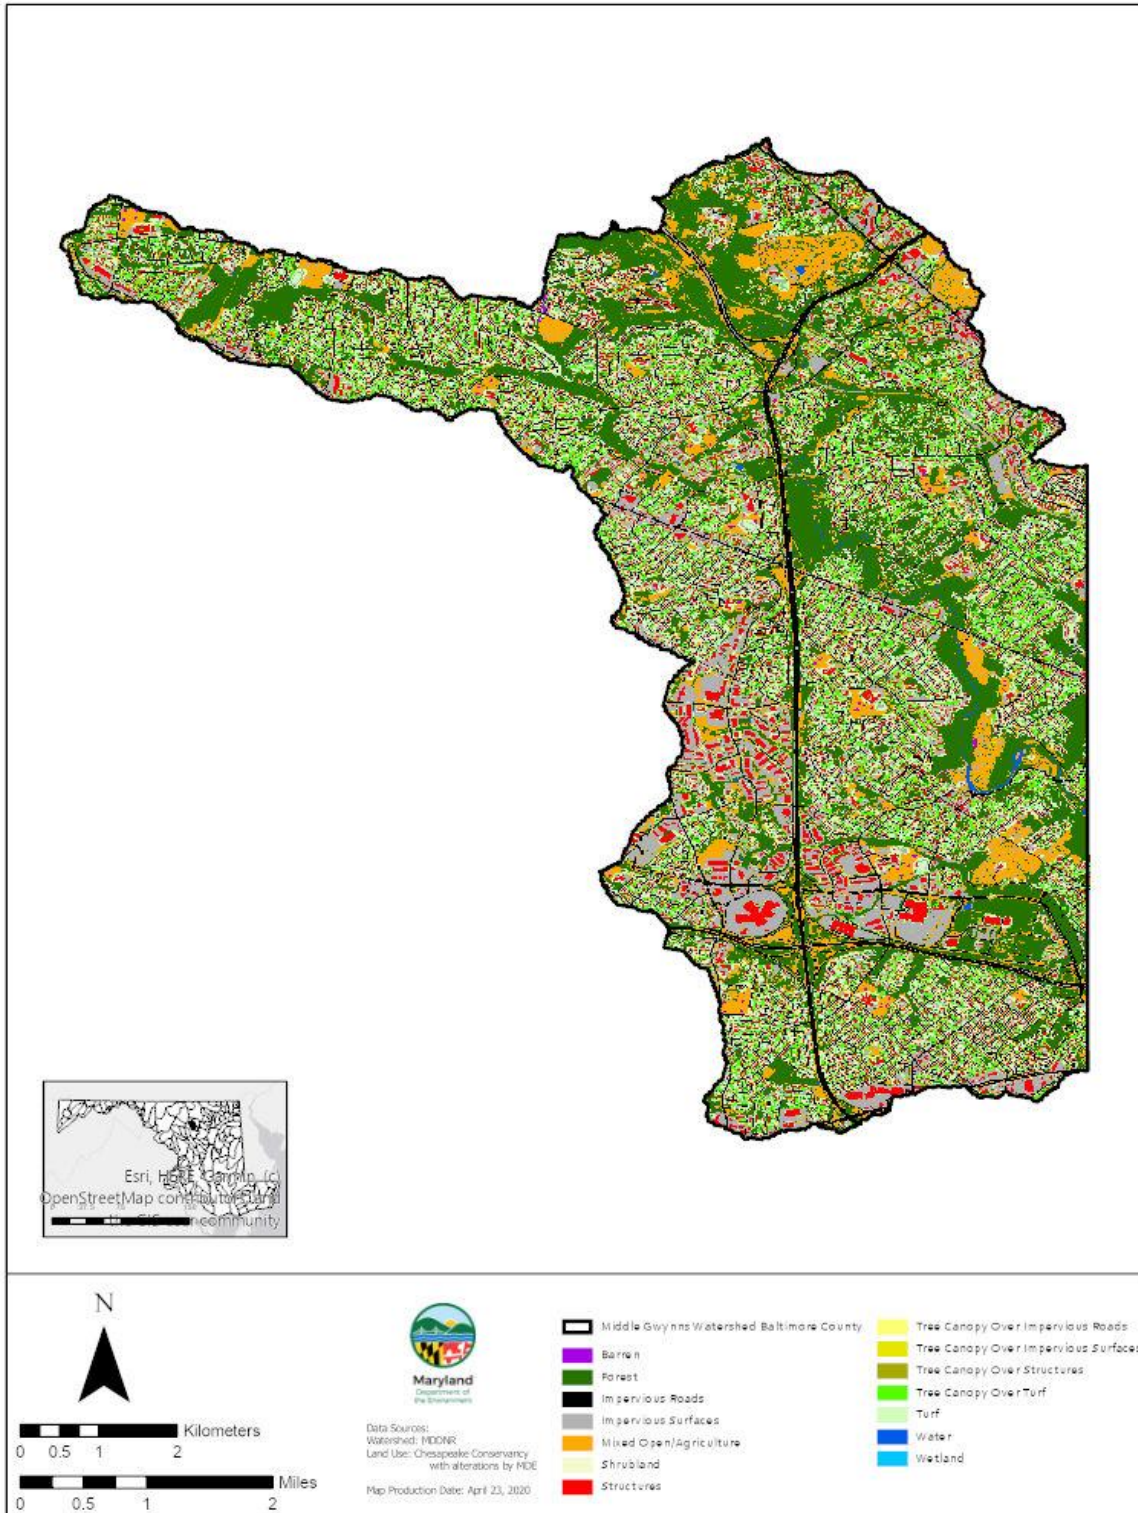 Esri, HERE, Garmin, (c)
OpenStreetMap contributors, and
the GIS user community
N
Kilometers
0 0.5 1 2
Miles
0 0.5 1 2
Maryland
Department of
the Environment
Data Sources:
Watershed: MDDNR
Land Use: Chesapeake Conservancy
with alterations by MDE
Map Production Date: April 23, 2020
Middle Gwynns Watershed Baltimore County
Barren
Forest
Impervious Roads
Impervious Surfaces
Mixed Open/Agriculture
Shrubland
Structures
Tree Canopy Over Impervious Roads
Tree Canopy Over Impervious Surfaces
Tree Canopy Over Structures
Tree Canopy Over Turf
Turf
Water
Wetland